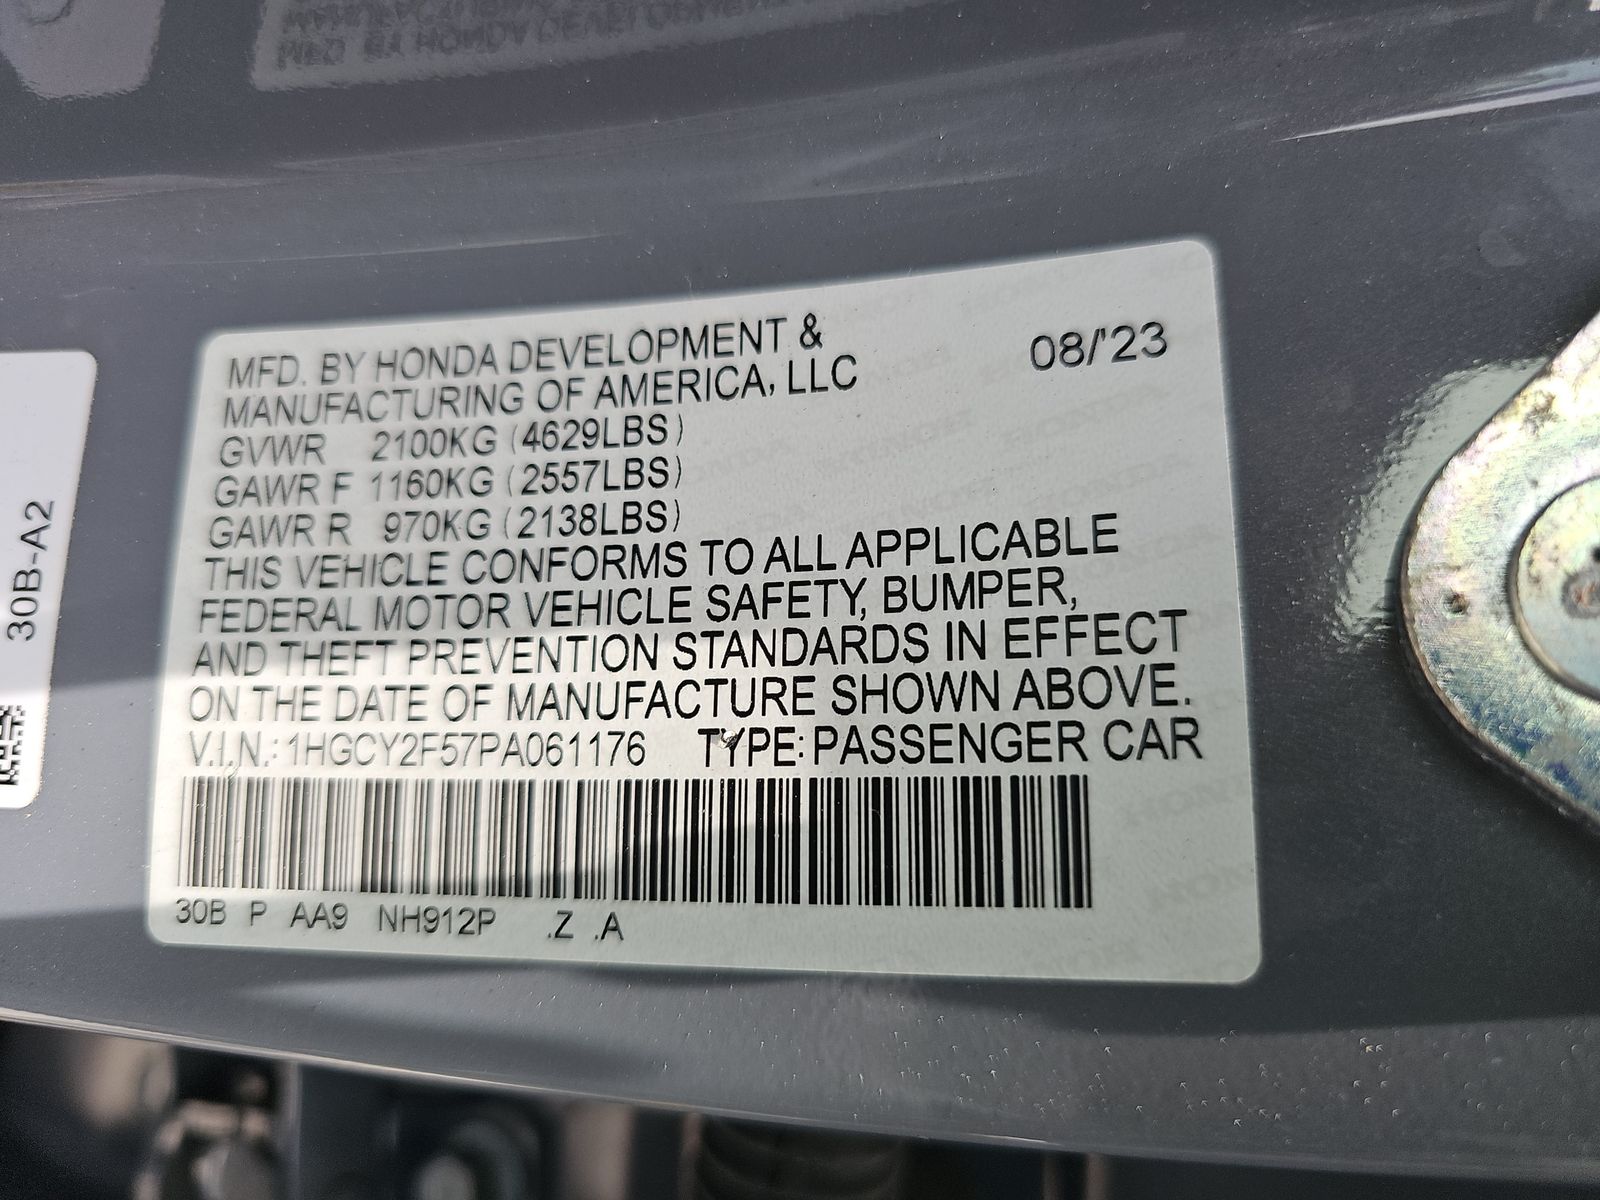 MFD. BY HONDA DEVELOPMENT &
MANUFACTURING OF AMERICA, LLC
08/'23
GVWR 2100KG (4629LBS)
GAWR F 1160KG (2557LBS)
GAWR R 970KG (2138LBS)
THIS VEHICLE CONFORMS TO ALL APPLICABLE
FEDERAL MOTOR VEHICLE SAFETY, BUMPER,
AND THEFT PREVENTION STANDARDS IN EFFECT
ON THE DATE OF MANUFACTURE SHOWN ABOVE.
V.I.N.: 1HGCY2F57PA061176 TYPE: PASSENGER CAR
30B P AA9 NH912P .Z .A
30B-A2